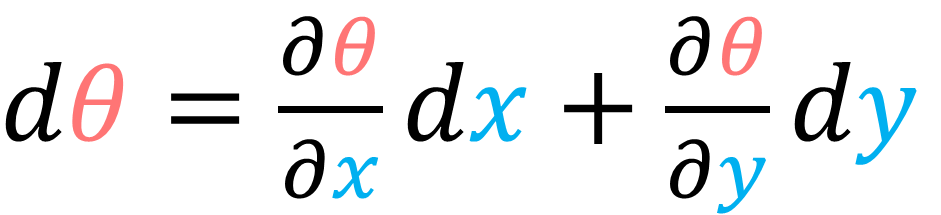 dθ = ∂θ/∂x dx + ∂θ/∂y dy